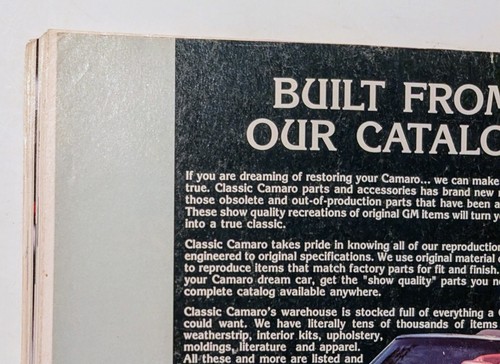 BUILT FROM
OUR CATALO
If you are dreaming of restoring your Camaro... we can make
true. Classic Camaro parts and accessories has brand new
those obsolete and out-of-production parts that have been a
These show quality recreations of original GM items will turn y
into a true classic.
Classic Camaro takes pride in knowing all of our reproduction
engineered to original specifications. We use original material
to reproduce items that match factory parts for fit and finish.
your Camaro dream car, get the "show quality" parts you ne
complete catalog available anywhere.
Classic Camaro's warehouse is stocked full of everything a
could want. We have literally tens of thousands of items
weatherstrip, interior kits, upholstery,
moldings, literature and apparel.
All these and more are listed and